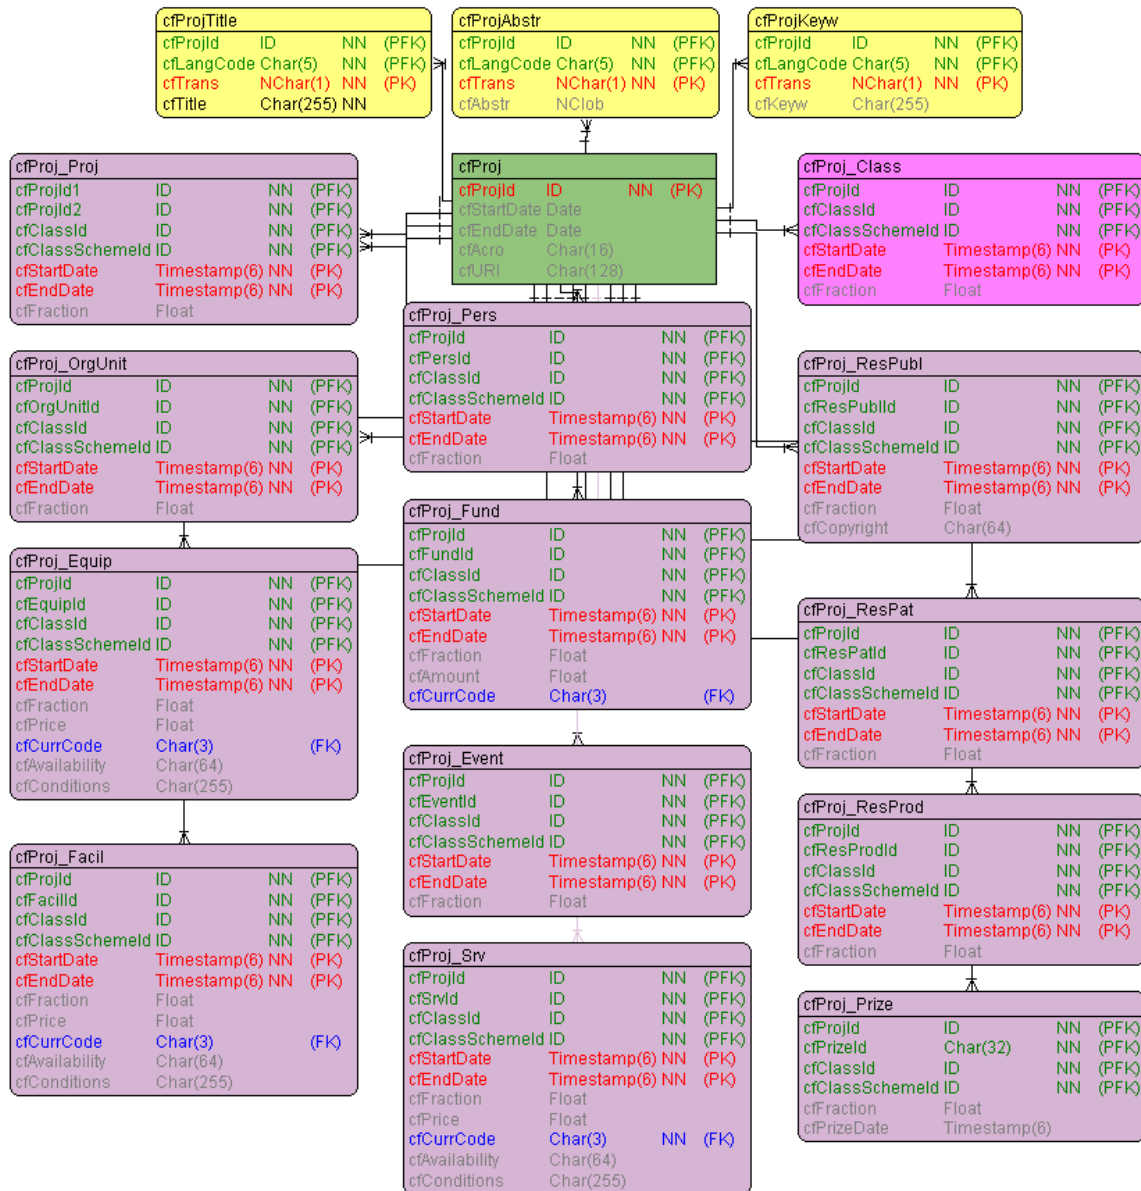 cfProjTitle
cfProjId ID NN (PFK)
cfLangCode Char(5) NN (PFK)
cfTrans NChar(1) NN (PK)
cfTitle Char(255) NN
cfProjAbstr
cfProjId ID NN (PFK)
cfLangCode Char(5) NN (PFK)
cfTrans NChar(1) NN (PK)
cfAbstr NClob
cfProjKeyw
cfProjId ID NN (PFK)
cfLangCode Char(5) NN (PFK)
cfTrans NChar(1) NN (PK)
cfKeyw Char(255)
cfProj_Proj
cfProjId1 ID NN (PFK)
cfProjId2 ID NN (PFK)
cfClassId ID NN (PFK)
cfClassSchemeId ID NN (PFK)
cfStartDate Timestamp(6) NN (PK)
cfEndDate Timestamp(6) NN (PK)
cfFraction Float
cfProj
cfProjId ID NN (PK)
cfStartDate Date
cfEndDate Date
cfAcro Char(16)
cfURI Char(128)
cfProj_Class
cfProjId ID NN (PFK)
cfClassId ID NN (PFK)
cfClassSchemeId ID NN (PFK)
cfStartDate Timestamp(6) NN (PK)
cfEndDate Timestamp(6) NN (PK)
cfFraction Float
cfProj_Pers
cfProjId ID NN (PFK)
cfPersId ID NN (PFK)
cfClassId ID NN (PFK)
cfClassSchemeId ID NN (PFK)
cfStartDate Timestamp(6) NN (PK)
cfEndDate Timestamp(6) NN (PK)
cfFraction Float
cfProj_OrgUnit
cfProjId ID NN (PFK)
cfOrgUnitId ID NN (PFK)
cfClassId ID NN (PFK)
cfClassSchemeId ID NN (PFK)
cfStartDate Timestamp(6) NN (PK)
cfEndDate Timestamp(6) NN (PK)
cfFraction Float
cfProj_ResPubl
cfProjId ID NN (PFK)
cfResPublId ID NN (PFK)
cfClassId ID NN (PFK)
cfClassSchemeId ID NN (PFK)
cfStartDate Timestamp(6) NN (PK)
cfEndDate Timestamp(6) NN (PK)
cfFraction Float
cfCopyright Char(64)
cfProj_Fund
cfProjId ID NN (PFK)
cfFundId ID NN (PFK)
cfClassId ID NN (PFK)
cfClassSchemeId ID NN (PFK)
cfStartDate Timestamp(6) NN (PK)
cfEndDate Timestamp(6) NN (PK)
cfFraction Float
cfAmount Float
cfCurrCode Char(3) (FK)
cfProj_Equip
cfProjId ID NN (PFK)
cfEquipId ID NN (PFK)
cfClassId ID NN (PFK)
cfClassSchemeId ID NN (PFK)
cfStartDate Timestamp(6) NN (PK)
cfEndDate Timestamp(6) NN (PK)
cfFraction Float
cfPrice Float
cfCurrCode Char(3) (FK)
cfAvailability Char(64)
cfConditions Char(255)
cfProj_ResPat
cfProjId ID NN (PFK)
cfResPatId ID NN (PFK)
cfClassId ID NN (PFK)
cfClassSchemeId ID NN (PFK)
cfStartDate Timestamp(6) NN (PK)
cfEndDate Timestamp(6) NN (PK)
cfFraction Float
cfProj_Event
cfProjId ID NN (PFK)
cfEventId ID NN (PFK)
cfClassId ID NN (PFK)
cfClassSchemeId ID NN (PFK)
cfStartDate Timestamp(6) NN (PK)
cfEndDate Timestamp(6) NN (PK)
cfFraction Float
cfProj_ResProd
cfProjId ID NN (PFK)
cfResProdId ID NN (PFK)
cfClassId ID NN (PFK)
cfClassSchemeId ID NN (PFK)
cfStartDate Timestamp(6) NN (PK)
cfEndDate Timestamp(6) NN (PK)
cfFraction Float
cfProj_Facil
cfProjId ID NN (PFK)
cfFacilId ID NN (PFK)
cfClassId ID NN (PFK)
cfClassSchemeId ID NN (PFK)
cfStartDate Timestamp(6) NN (PK)
cfEndDate Timestamp(6) NN (PK)
cfFraction Float
cfPrice Float
cfCurrCode Char(3) (FK)
cfAvailability Char(64)
cfConditions Char(255)
cfProj_Srv
cfProjId ID NN (PFK)
cfSrvId ID NN (PFK)
cfClassId ID NN (PFK)
cfClassSchemeId ID NN (PFK)
cfStartDate Timestamp(6) NN (PK)
cfEndDate Timestamp(6) NN (PK)
cfFraction Float
cfPrice Float
cfCurrCode Char(3) NN (FK)
cfAvailability Char(64)
cfConditions Char(255)
cfProj_Prize
cfProjId ID NN (PFK)
cfPrizeId Char(32) NN (PFK)
cfClassId ID NN (PFK)
cfClassSchemeId ID NN (PFK)
cfFraction Float
cfPrizeDate Timestamp(6)